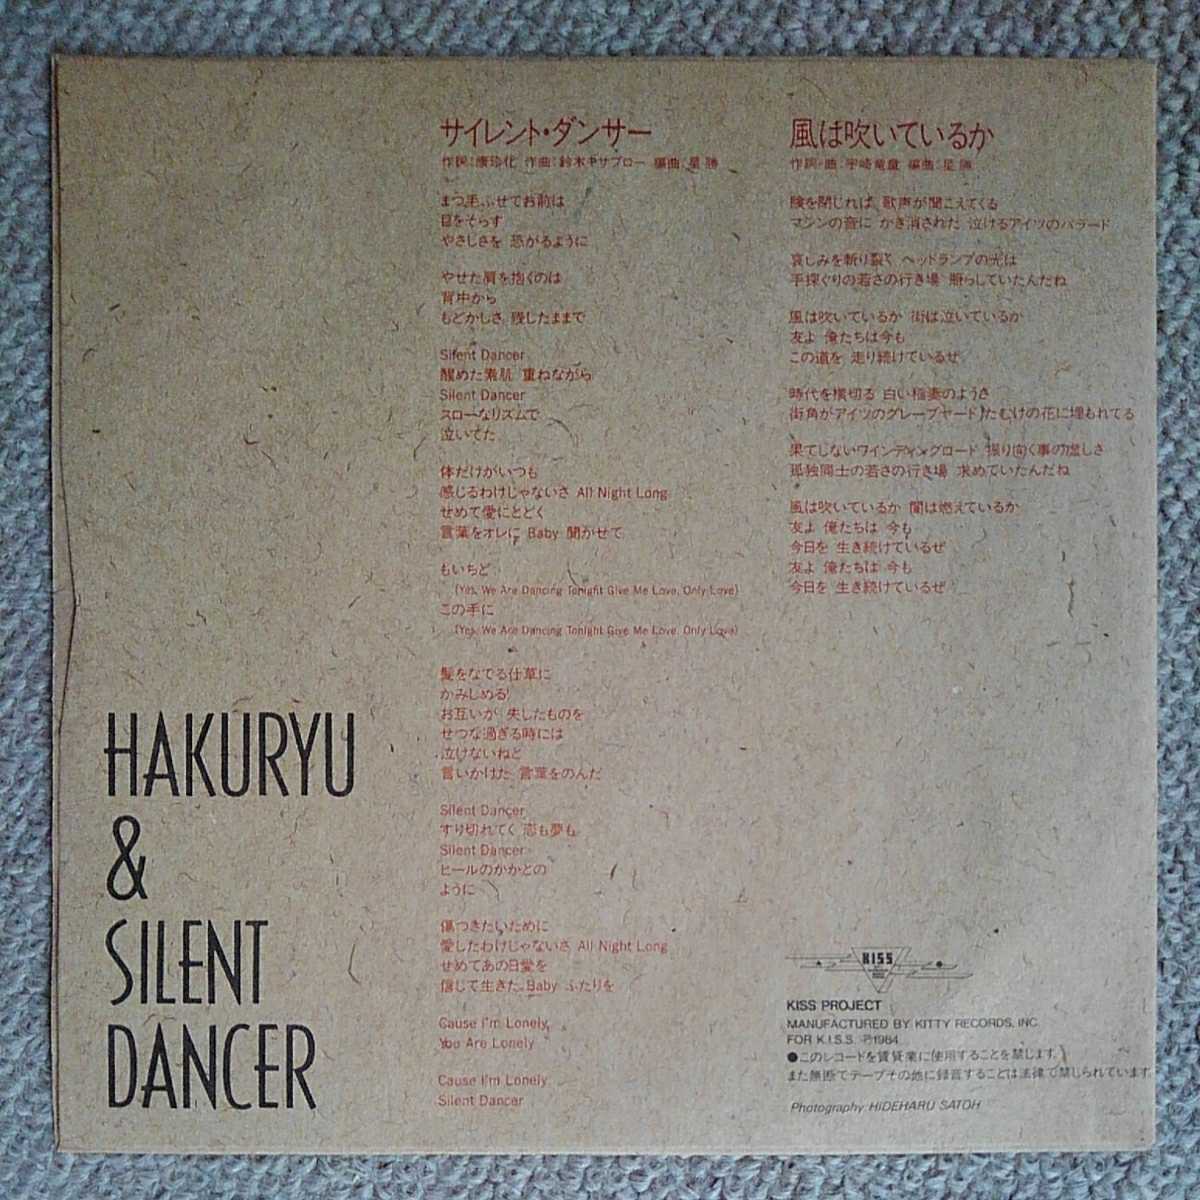 HAKURYU
&
SILENT
DANCER
サイレント・ダンサー
作詞:康珍化 作曲:鈴木キサブロー 編曲:星 勝
まつ毛ふせてお前は
目をそらす
やさしさを 恐がるように
やせた肩を抱くのは
背中から
もどかしさ 残したままで
Silent Dancer
醒めた素肌 重ねながら
Silent Dancer
スローなリズムで
泣いてた
体だけがいつも
感じるわけじゃないさ All Night Long
せめて愛にとどく
言葉をオレに Baby 聞かせて
もいちど
(Yes, We Are Dancing Tonight Give Me Love, Only Love)
この手に
(Yes, We Are Dancing Tonight Give Me Love, Only Love)
髪をなでる仕草に
かみしめる
お互いが 失したものを
せつな過ぎる時には
泣けないねと
言いかけた 言葉をのんだ
Silent Dancer
すり切れてく 恋も夢も
Silent Dancer
ヒールのかかとの
ように
傷つきたいために
愛したわけじゃないさ All Night Long
せめてあの日愛を
信じて生きた Baby ふたりを
Cause I'm Lonely
You Are Lonely
Cause I'm Lonely
Silent Dancer
風は吹いているか
作詞・曲:宇崎竜童 編曲:星 勝
瞼を閉じれば 歌声が聞こえてくる
マシンの音に かき消された 泣けるアイツのバラード
哀しみを斬り裂く ヘッドランプの光は
手探ぐりの若さの行き場 照らしていたんだね
風は吹いているか 街は泣いているか
友よ 俺たちは今も
この道を 走り続けているぜ
時代を横切る 白い稲妻のようさ
街角がアイツのグレーブヤード たむけの花に埋もれてる
果てしないワインディングロード 振り向く事の虚しさ
孤独同士の若さの行き場 求めていたんだね
風は吹いているか 闇は燃えているか
友よ 俺たちは 今も
今日を 生き続けているぜ
友よ 俺たちは 今も
今日を 生き続けているぜ
KISS
KISS PROJECT
MANUFACTURED BY KITTY RECORDS, INC.
FOR K.I.S.S. ℗1984
●このレコードを賃貸業に使用することを禁じます。
また無断でテープその他に録音することは法律で禁じられています。
Photography:HIDEHARU SATOH